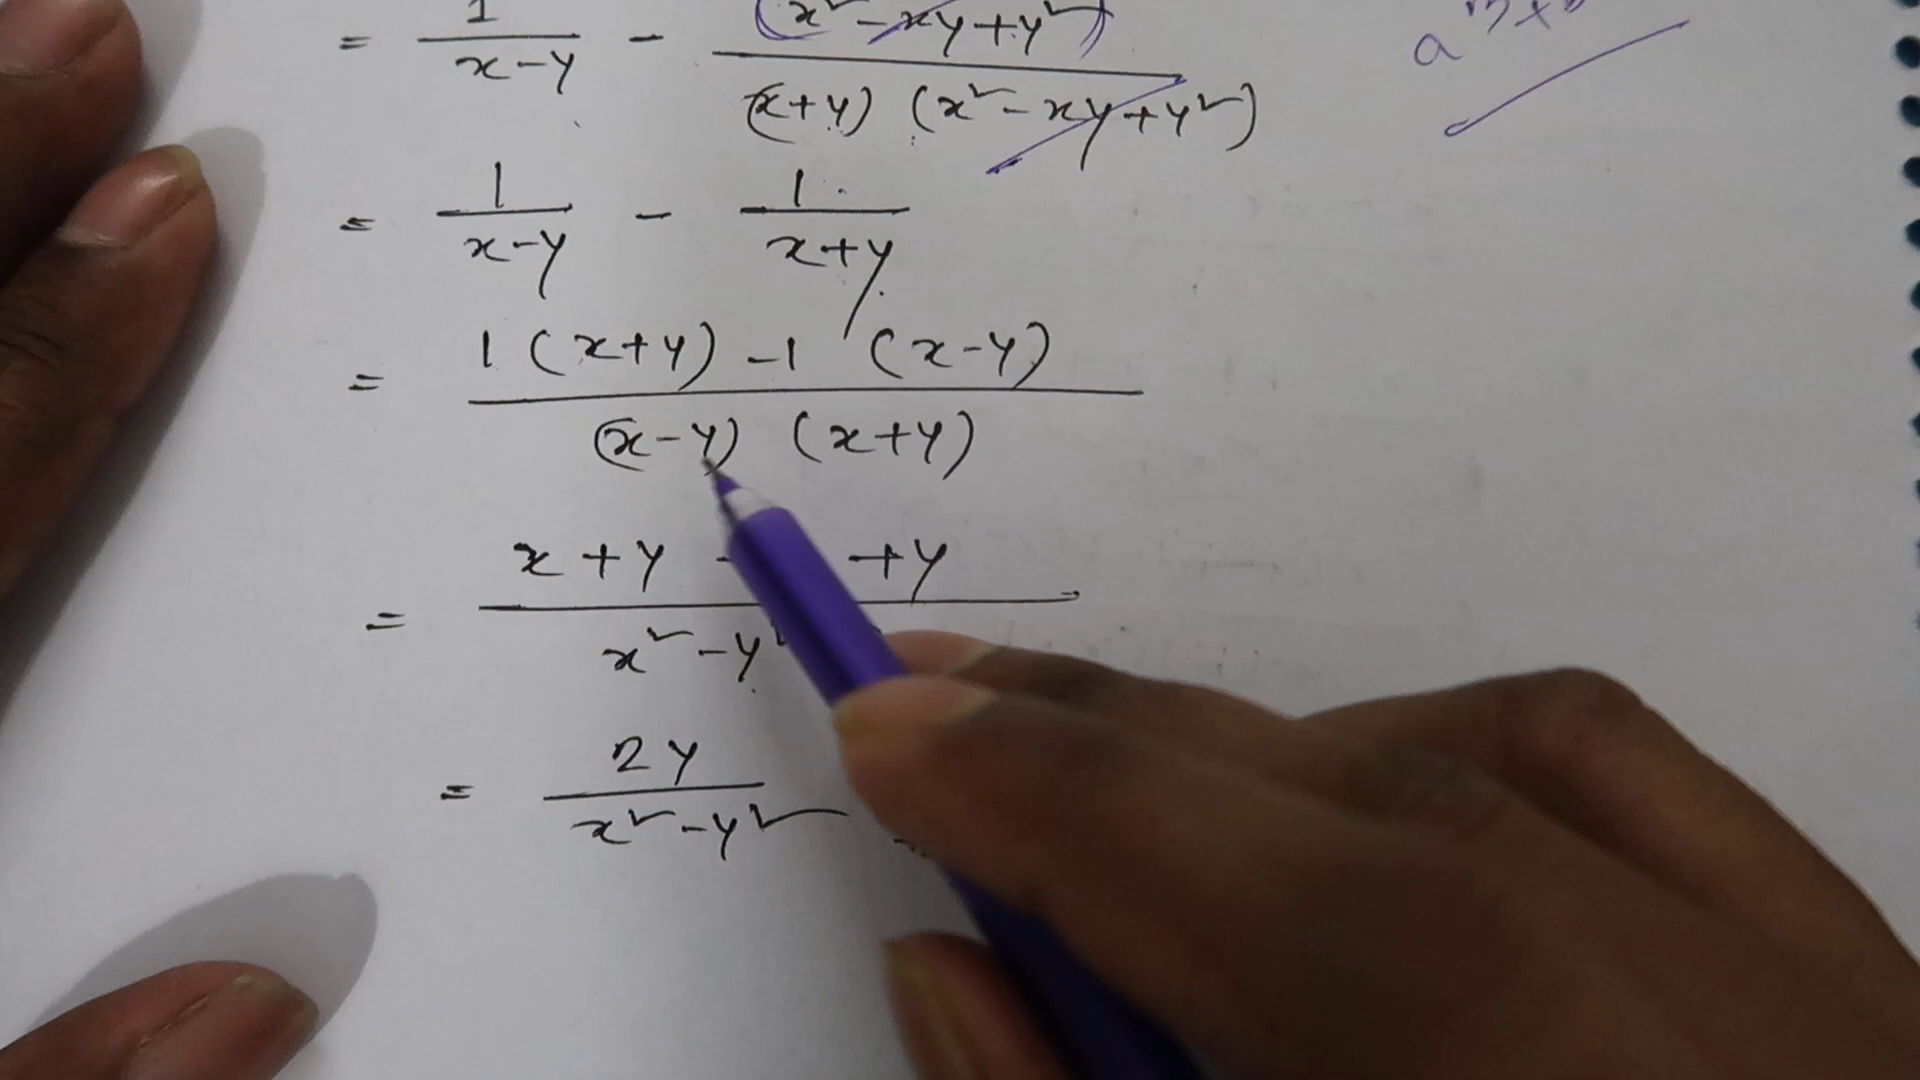 = 1/(x-y) - (x²-xy+y²)/((x+y) (x²-xy+y²))
= 1/(x-y) - 1/(x+y)
= (1(x+y) -1 (x-y))/((x-y) (x+y))
= (x+y - +y)/(x²-y²)
= 2y/(x²-y²)